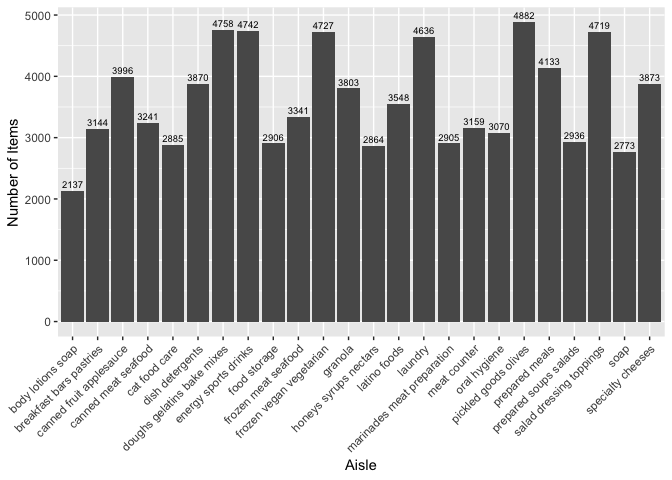 5000
4000
3000
2000
1000
0
Number of Items
2137
3144
3996
3241
2885
3870
4758
4742
2906
3341
4727
3803
2864
3548
4636
2905
3159
3070
4882
4133
2936
4719
2773
3873
body lotions soap
breakfast bars pastries
canned fruit applesauce
canned meat seafood
cat food care
dish detergents
doughs gelatins bake mixes
energy sports drinks
food storage
frozen meat seafood
frozen vegan vegetarian
granola
honeys syrups nectars
latino foods
laundry
marinades meat preparation
meat counter
oral hygiene
pickled goods olives
prepared meals
prepared soups salads
salad dressing toppings
soap
specialty cheeses
Aisle